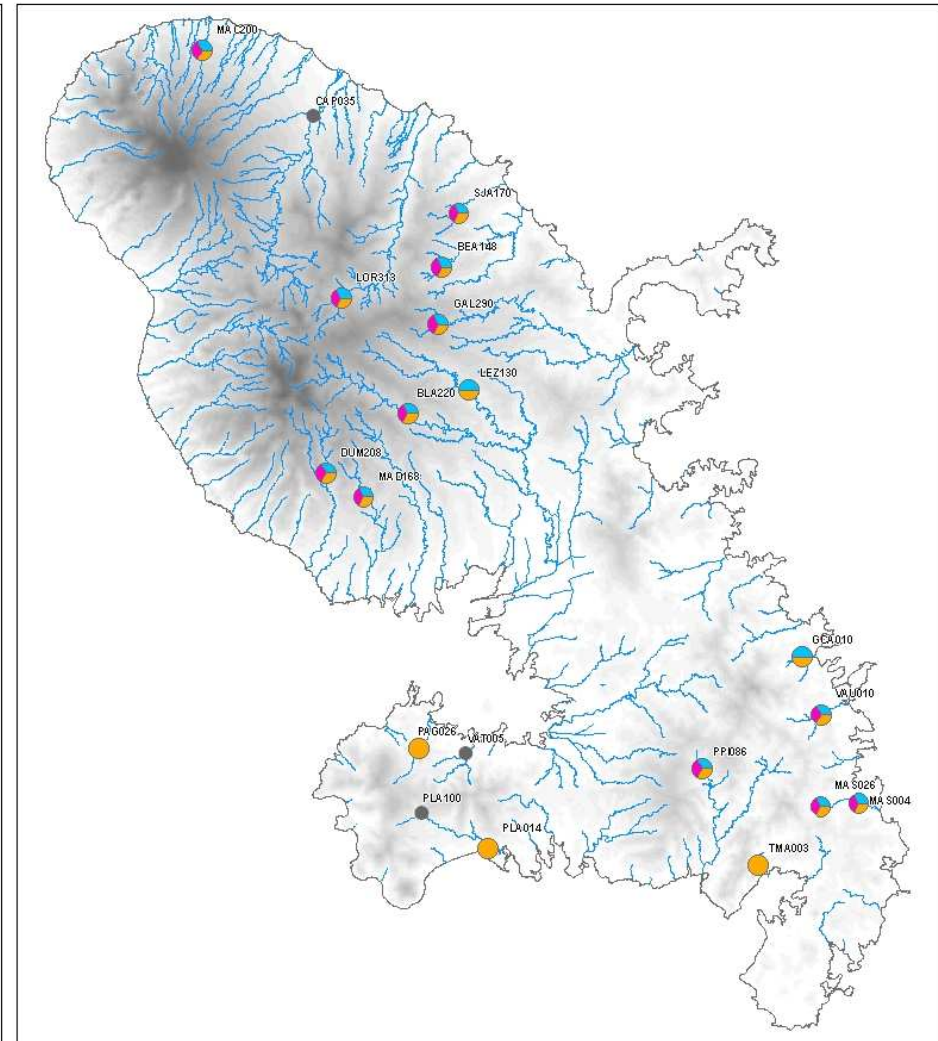 MAC200
CAP035
SJA170
BEA148
LOR313
GAL290
LEZ130
BLA220
DUM208
MAD168
GCA010
VAU010
PAG026
VAT005
PPI086
MAS026
MAS004
PLA100
PLA014
TMA003